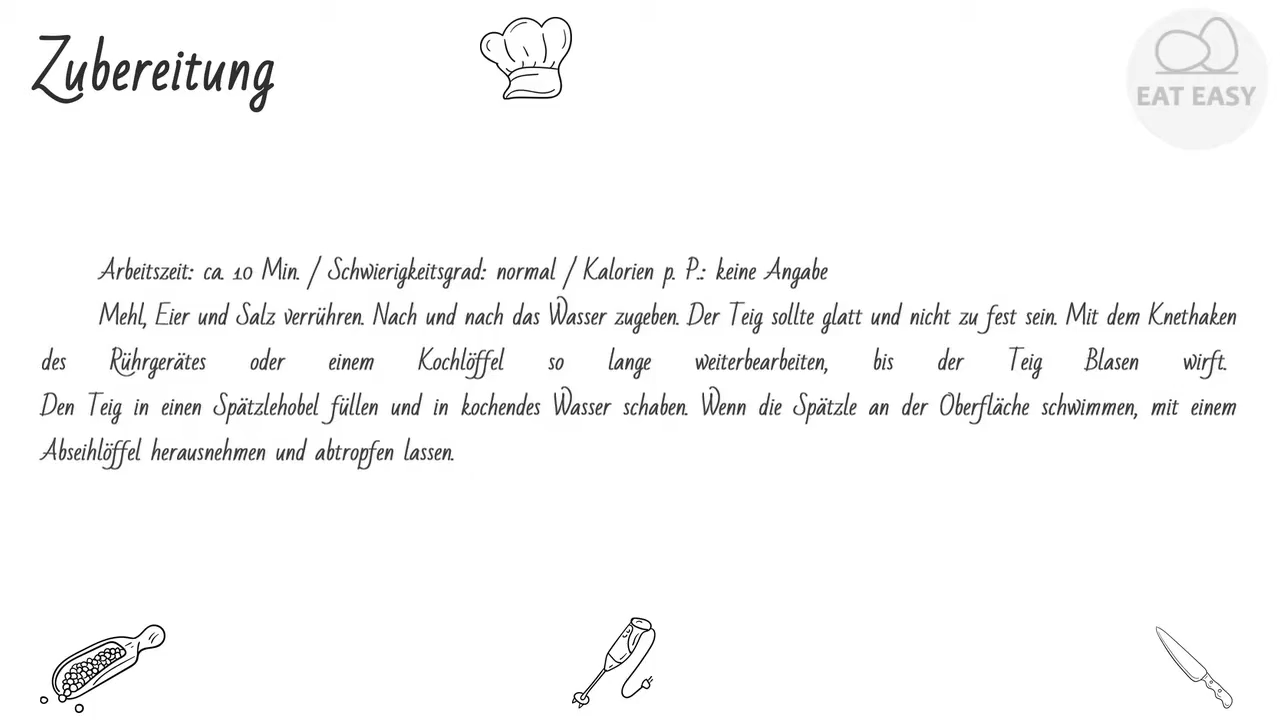 Zubereitung
EAT EASY
Arbeitszeit: ca. 10 Min. / Schwierigkeitsgrad: normal / Kalorien p. P.: keine Angabe
Mehl, Eier und Salz verrühren. Nach und nach das Wasser zugeben. Der Teig sollte glatt und nicht zu fest sein. Mit dem Knethaken
des Rührgerätes oder einem Kochlöffel so lange weiterbearbeiten, bis der Teig Blasen wirft.
Den Teig in einen Spätzlehobel füllen und in kochendes Wasser schaben. Wenn die Spätzle an der Oberfläche schwimmen, mit einem
Abseihlöffel herausnehmen und abtropfen lassen.